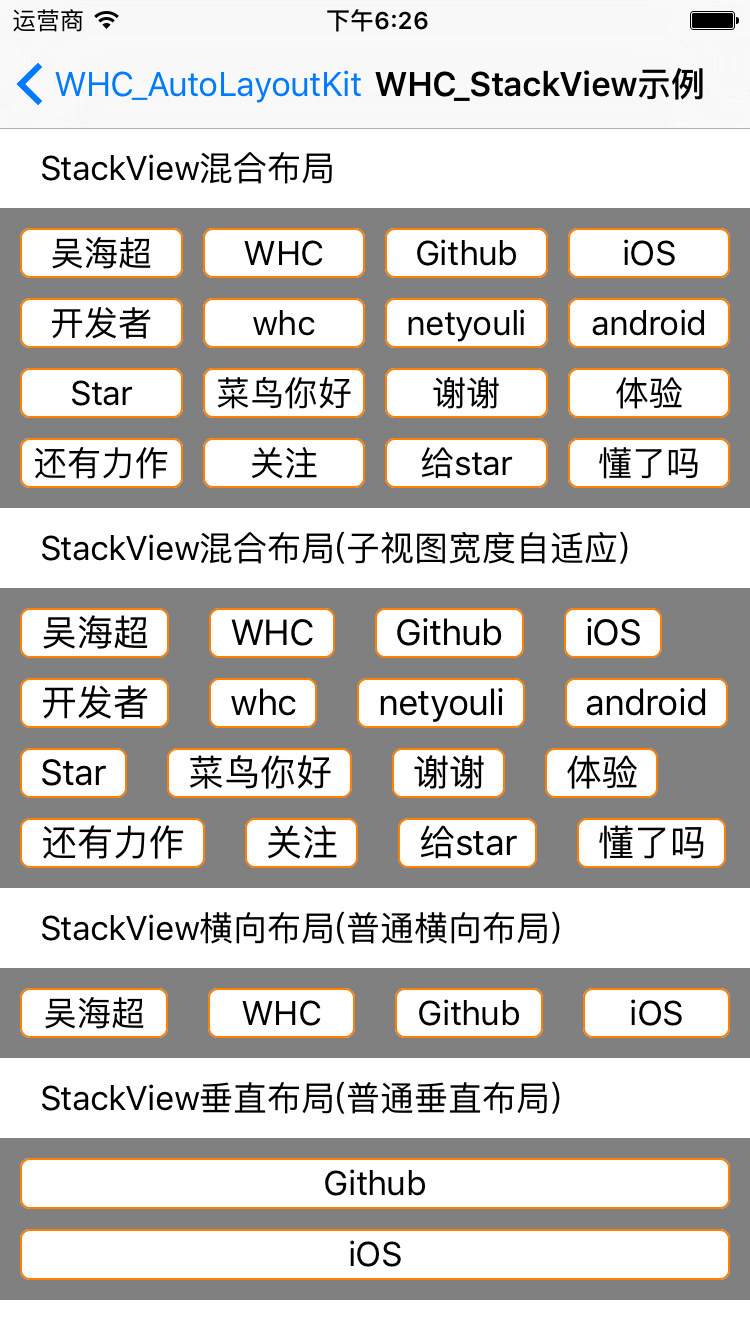 运营商 下午6:26
WHC_AutoLayoutKit WHC_StackView示例
StackView混合布局
吴海超 WHC Github iOS
开发者 whc netyouli android
Star 菜鸟你好 谢谢 体验
还有力作 关注 给star 懂了吗
StackView混合布局(子视图宽度自适应)
吴海超 WHC Github iOS
开发者 whc netyouli android
Star 菜鸟你好 谢谢 体验
还有力作 关注 给star 懂了吗
StackView横向布局(普通横向布局)
吴海超 WHC Github iOS
StackView垂直布局(普通垂直布局)
Github
iOS